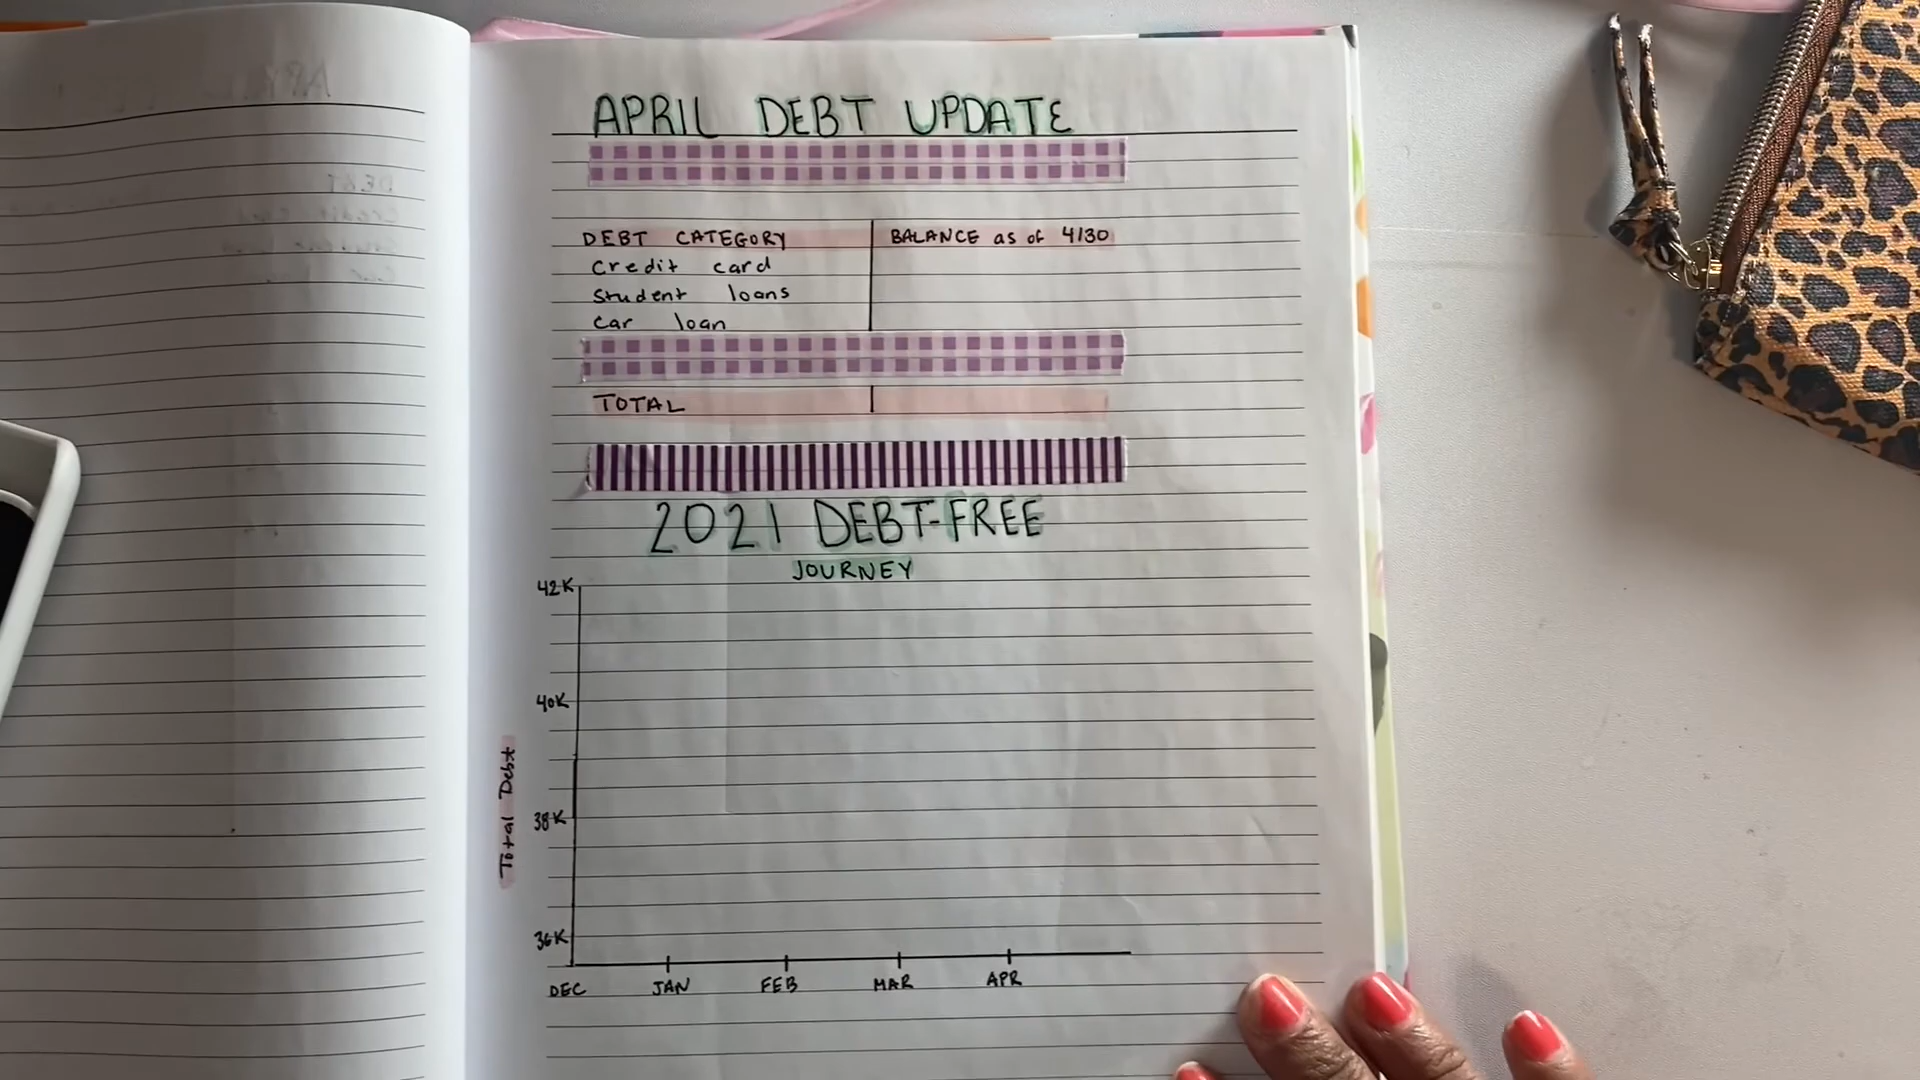 APRIL DEBT UPDATE
DEBT CATEGORY BALANCE as of 4/30
Credit card
Student loans
Car loan
TOTAL
2021 DEBT-FREE
JOURNEY
42K
40K
38K
36K
Total Debt
DEC JAN FEB MAR APR